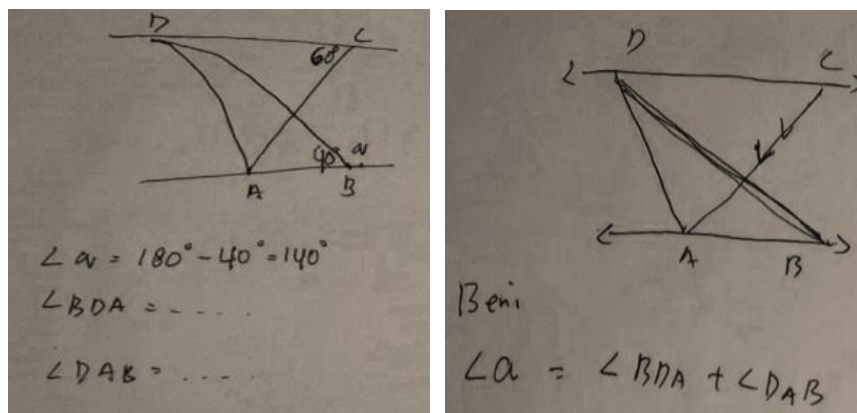 D
C
60°
40° a
A
B
∠a = 180° - 40° = 140°
∠BDA = - - - -
∠DAB = - - - -
D
C
A
B
Beni
∠a = ∠BDA + ∠DAB